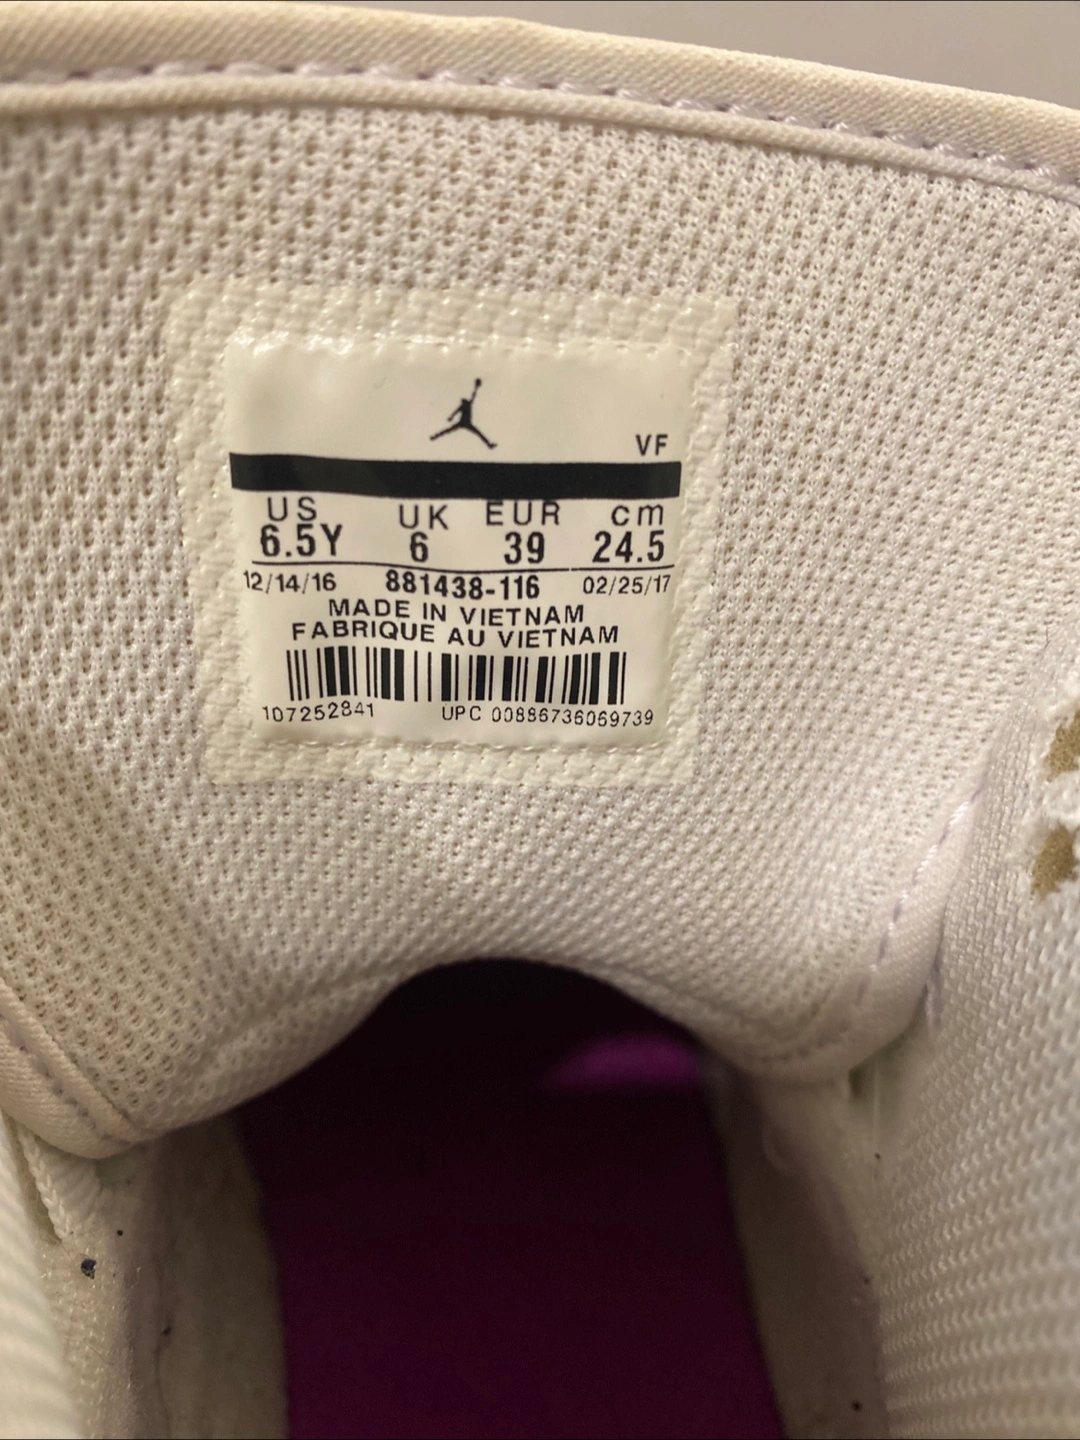 VF
US UK EUR cm
6.5Y 6 39 24.5
12/14/16 881438-116 02/25/17
MADE IN VIETNAM
FABRIQUE AU VIETNAM
107252841 UPC 00886736069739